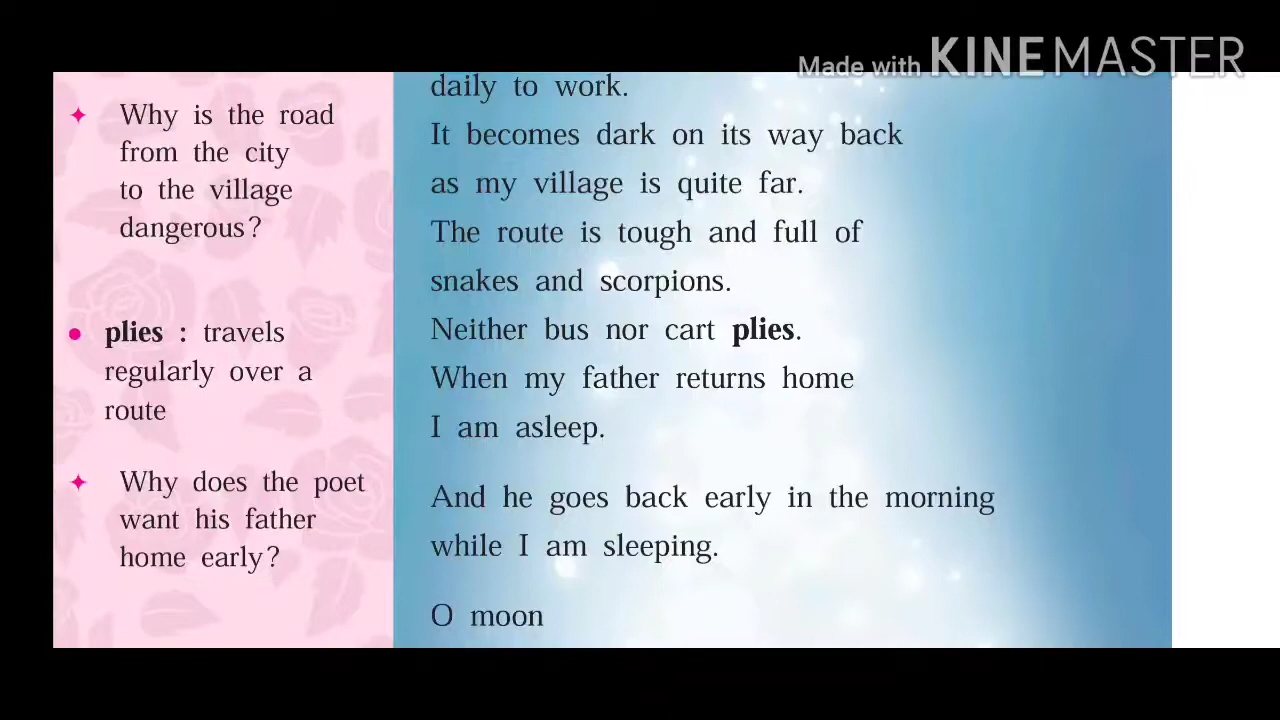 Made with KINEMASTER
Why is the road
from the city
to the village
dangerous?
plies : travels
regularly over a
route
Why does the poet
want his father
home early?
daily to work.
It becomes dark on its way back
as my village is quite far.
The route is tough and full of
snakes and scorpions.
Neither bus nor cart plies.
When my father returns home
I am asleep.
And he goes back early in the morning
while I am sleeping.
O moon